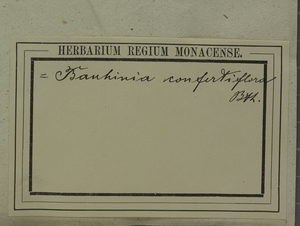 HERBARIUM REGIUM MONACENSE.
= Bauhinia confertiflora
Bth.